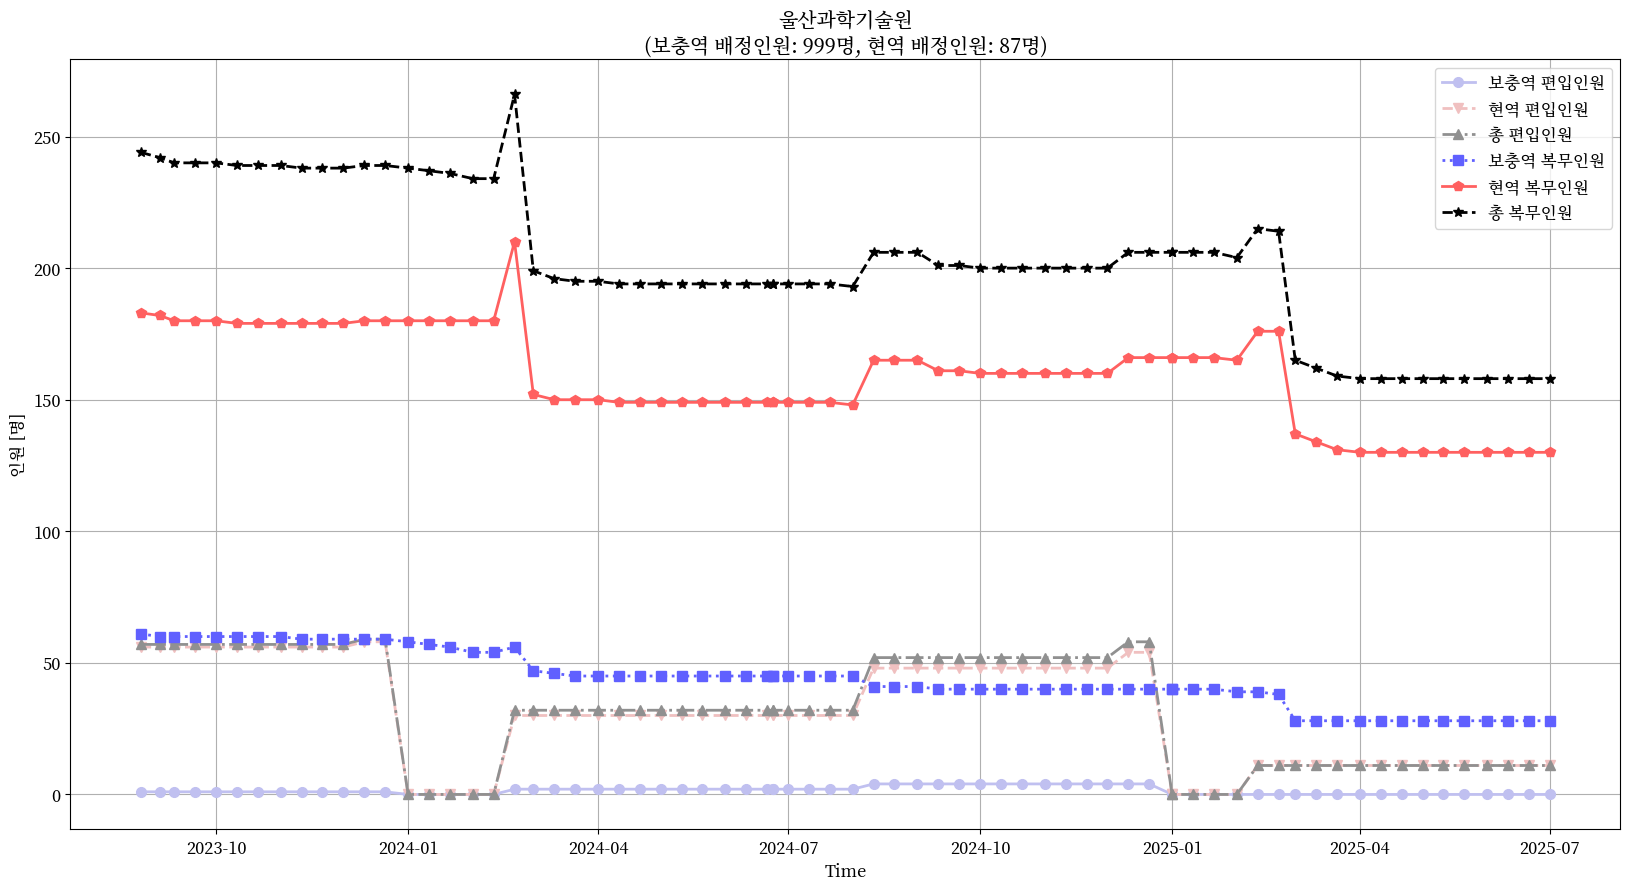 울산과학기술원
(보충역 배정인원: 999명, 현역 배정인원: 87명)
보충역 편입인원
현역 편입인원
총 편입인원
보충역 복무인원
현역 복무인원
총 복무인원
250
200
150
100
50
0
인원 [명]
2023-10
2024-01
2024-04
2024-07
2024-10
2025-01
2025-04
2025-07
Time